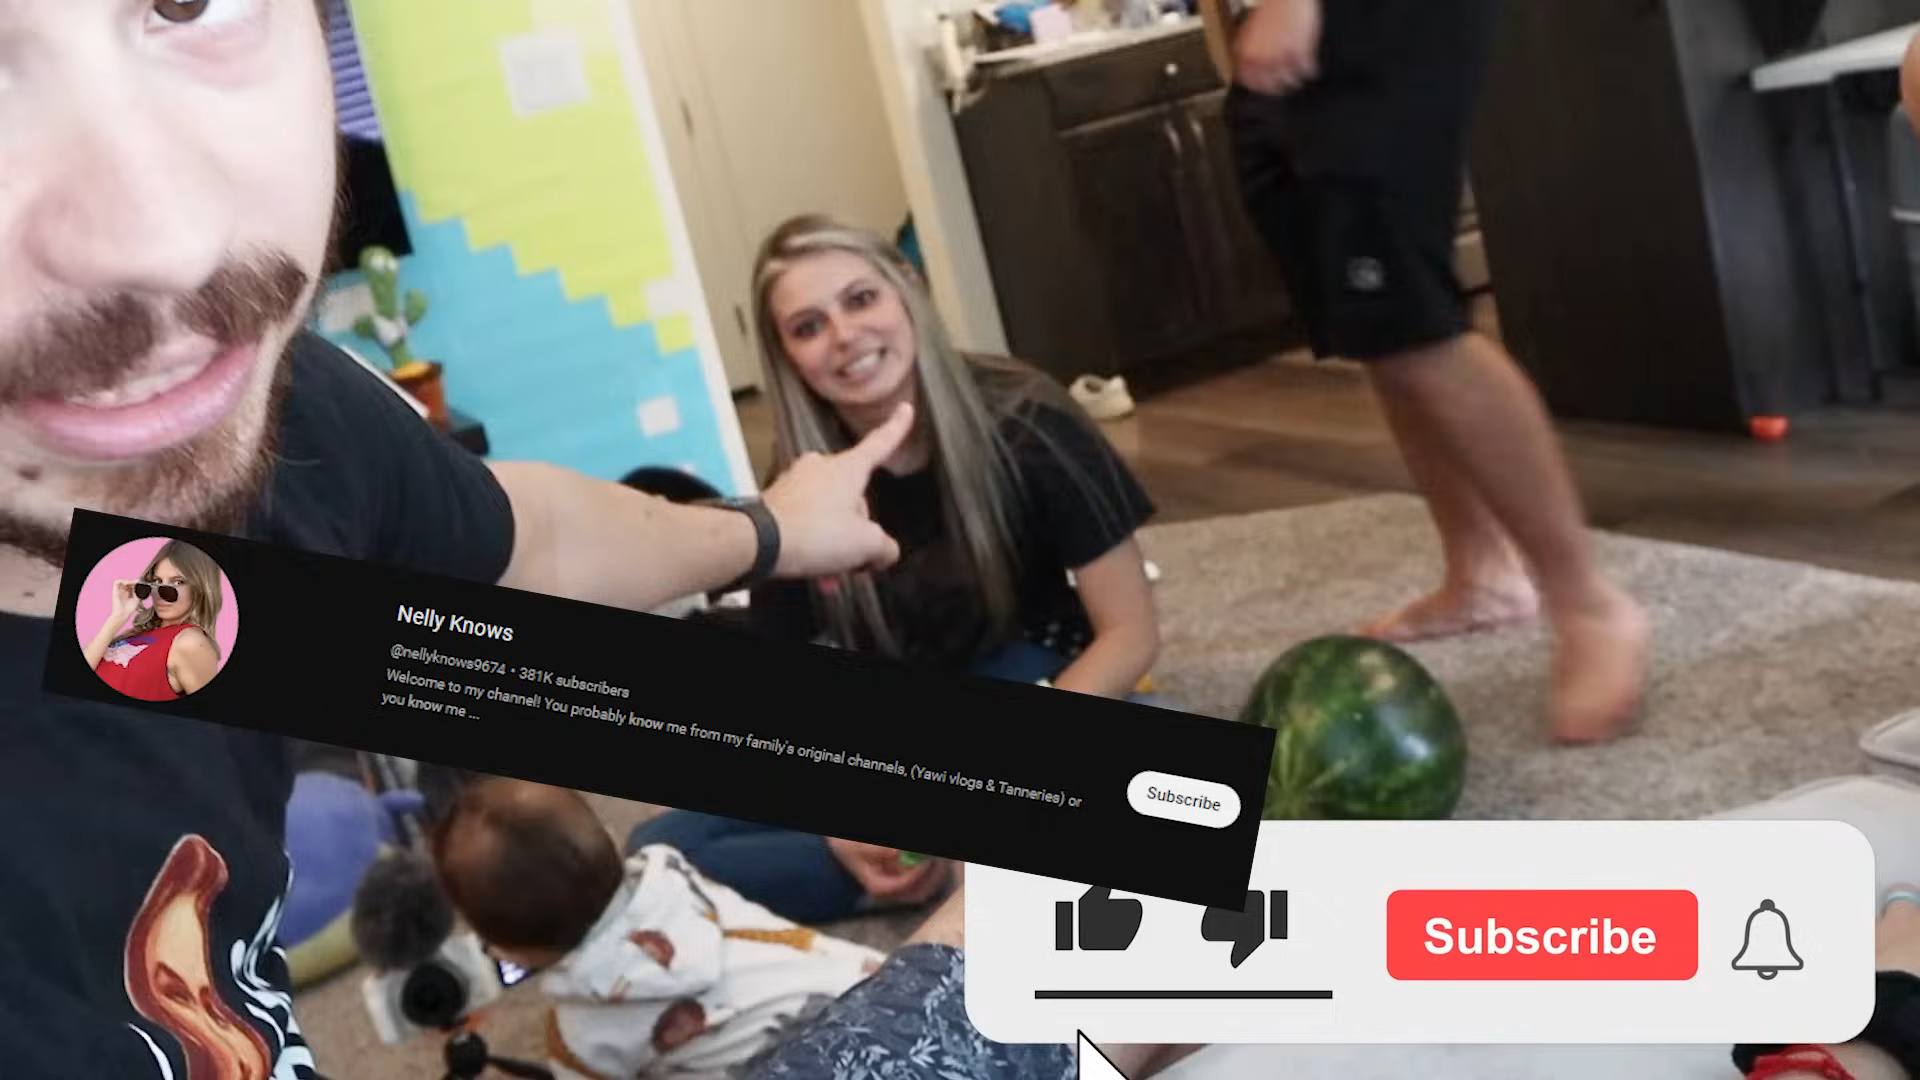 Nelly Knows
@nellyknows9674 • 381K subscribers
Welcome to my channel! You probably know me from my family's original channels, (Yawi vlogs & Tanneries) or
you know me ...
Subscribe
Subscribe